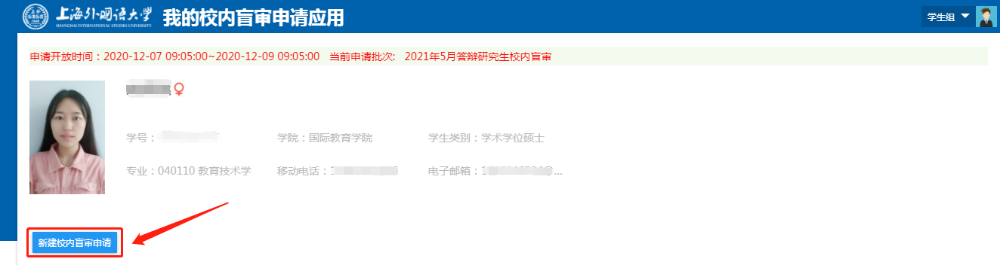 上海外国语大学 我的校内盲审申请应用 学生组
SHANGHAI INTERNATIONAL STUDIES UNIVERSITY
申请开放时间：2020-12-07 09:05:00~2020-12-09 09:05:00 当前申请批次: 2021年5月答辩研究生校内盲审
学号： 学院：国际教育学院 学生类别：学术学位硕士
专业：040110 教育技术学 移动电话： 电子邮箱： ...
新建校内盲审申请